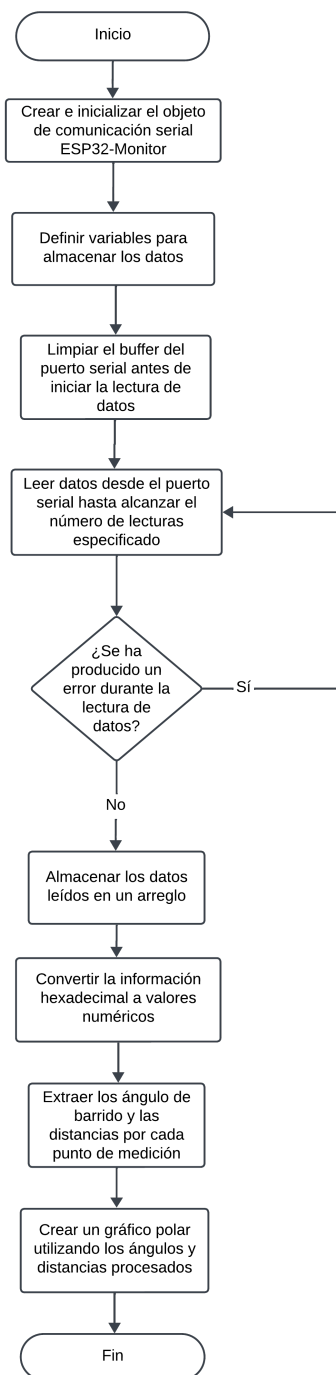 Inicio
Crear e inicializar el objeto
de comunicación serial
ESP32-Monitor
Definir variables para
almacenar los datos
Limpiar el buffer del
puerto serial antes de
iniciar la lectura de
datos
Leer datos desde el puerto
serial hasta alcanzar el
número de lecturas
especificado
¿Se ha
producido un
error durante la
lectura de
datos?
Sí
No
Almacenar los datos
leídos en un arreglo
Convertir la información
hexadecimal a valores
numéricos
Extraer los ángulo de
barrido y las
distancias por cada
punto de medición
Crear un gráfico polar
utilizando los ángulos y
distancias procesados
Fin